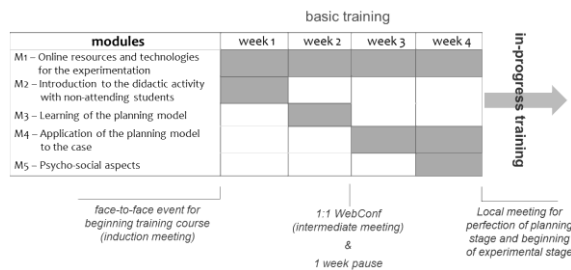 basic training
modules week 1 week 2 week 3 week 4
M1 – Online resources and technologies
for the experimentation
M2 – Introduction to the didactic activity
with non-attending students
M3 – Learning of the planning model
M4 – Application of the planning model
to the case
M5 – Psycho-social aspects
in-progress training
face-to-face event for
beginning training course
(induction meeting)
1:1 WebConf
(intermediate meeting)
&
1 week pause
Local meeting for
perfection of planning
stage and beginning
of experimental stage